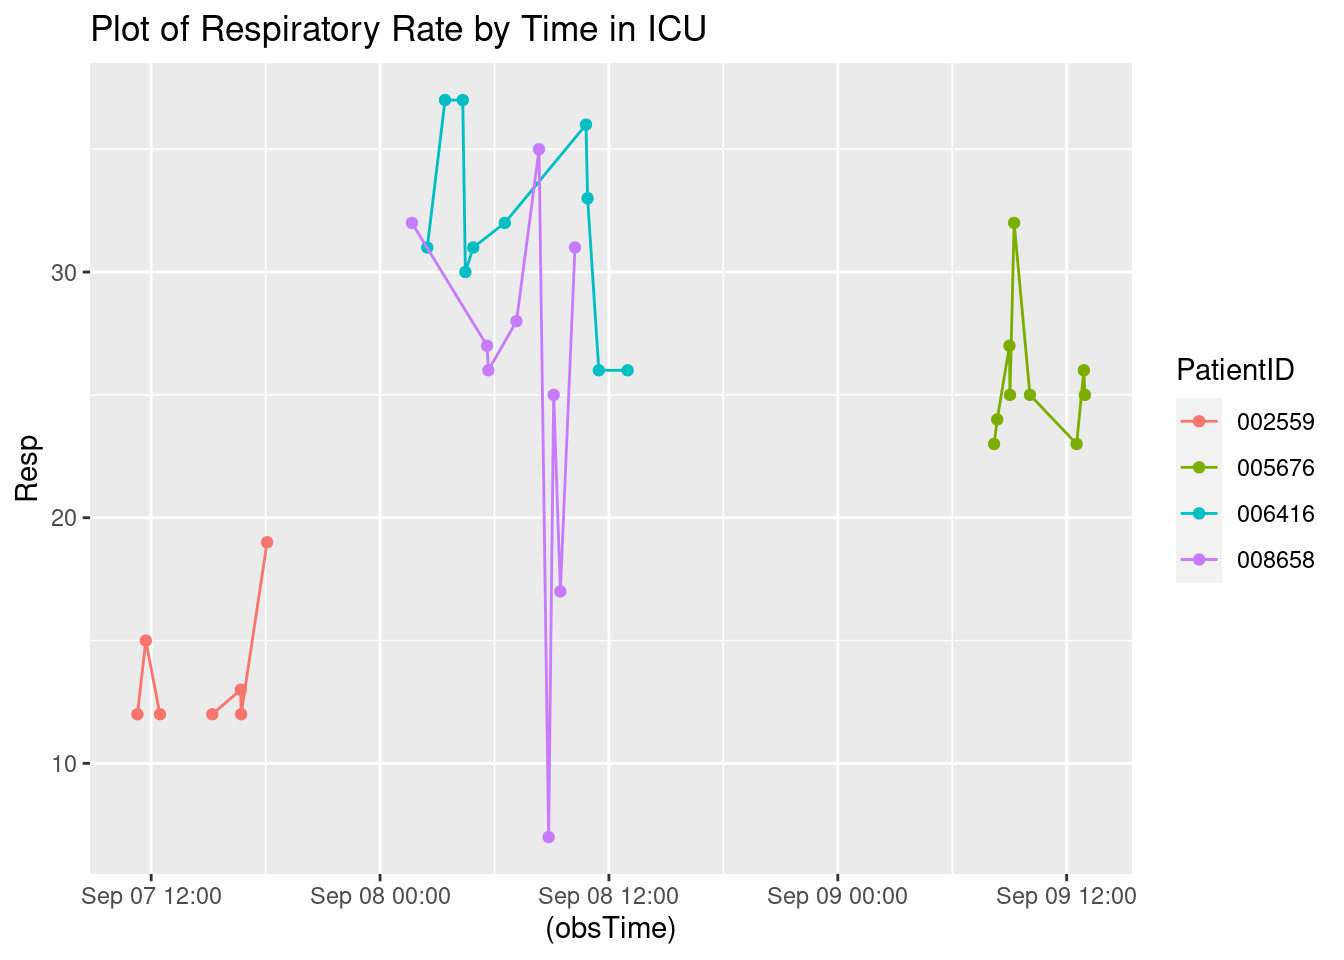 Plot of Respiratory Rate by Time in ICU
Resp
30
20
10
Sep 07 12:00
Sep 08 00:00
Sep 08 12:00
Sep 09 00:00
Sep 09 12:00
(obsTime)
PatientID
002559
005676
006416
008658